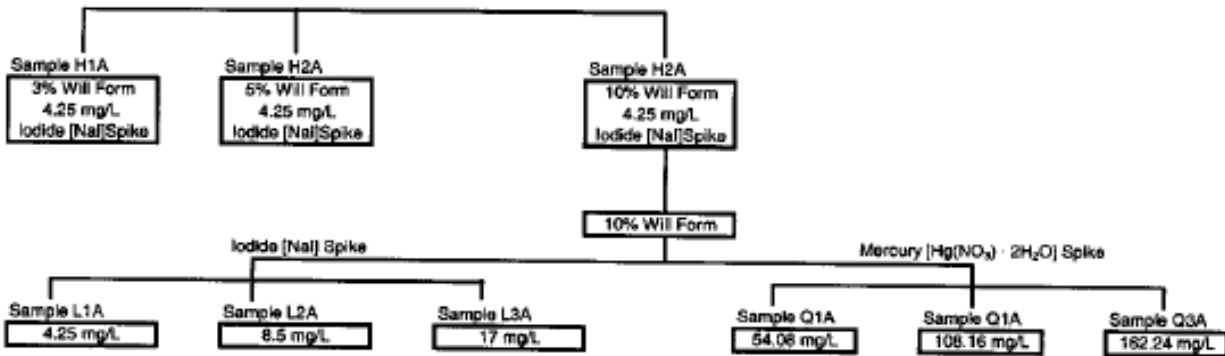 Sample H1A
3% Will Form
4.25 mg/L
Iodide [NaI]Spike
Sample H2A
5% Will Form
4.25 mg/L
Iodide [NaI]Spike
Sample H2A
10% Will Form
4.25 mg/L
Iodide [NaI]Spike
10% Will Form
Iodide [NaI] Spike
Mercury [Hg(NO₃) · 2H₂O] Spike
Sample L1A
4.25 mg/L
Sample L2A
8.5 mg/L
Sample L3A
17 mg/L
Sample Q1A
54.08 mg/L
Sample Q1A
108.16 mg/L
Sample Q3A
162.24 mg/L